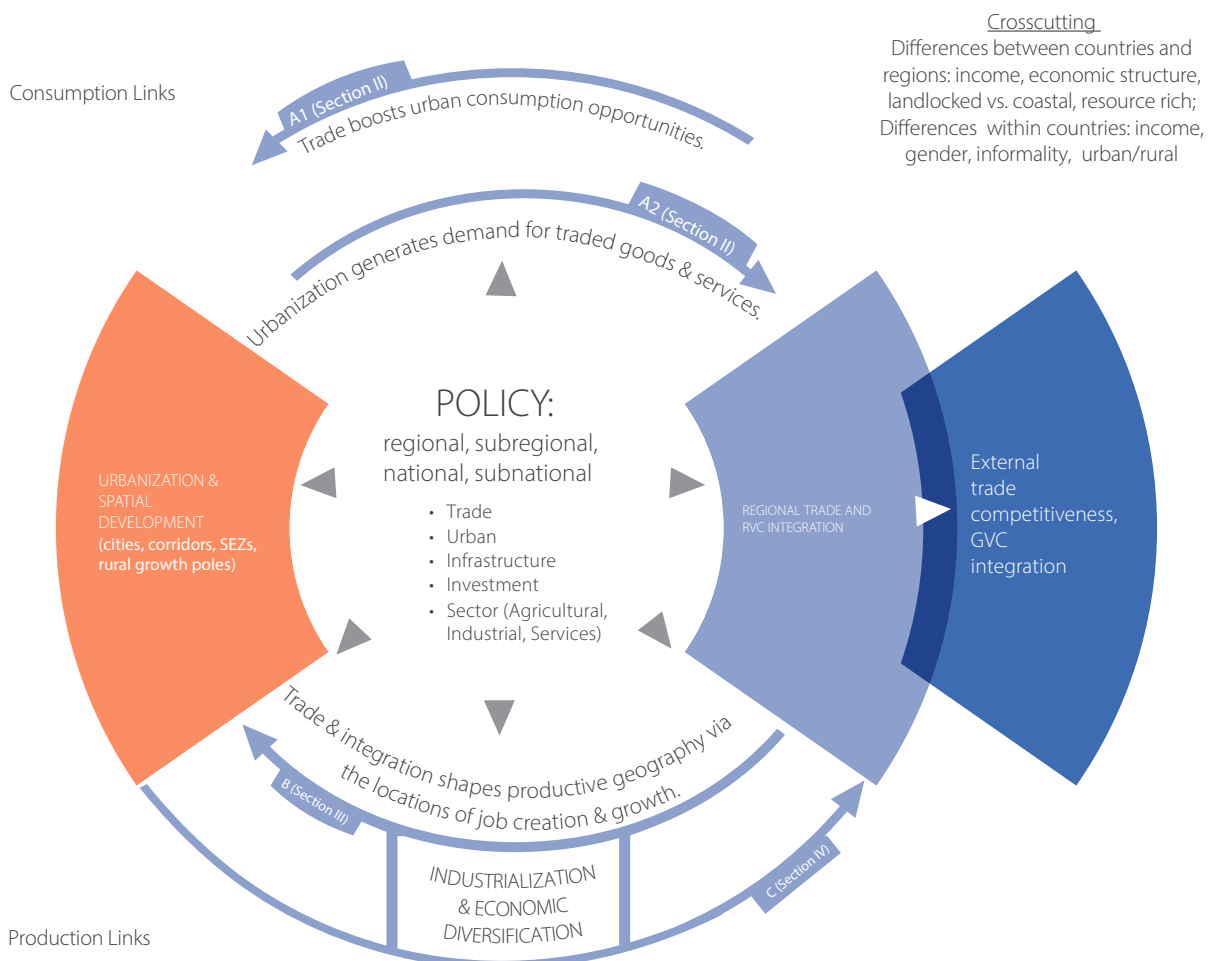 Crosscutting
Differences between countries and
regions: income, economic structure,
landlocked vs. coastal, resource rich;
Differences within countries: income,
gender, informality, urban/rural
Consumption Links
A1 (Section II)
Trade boosts urban consumption opportunities.
A2 (Section II)
Urbanization generates demand for traded goods & services.
POLICY:
regional, subregional,
national, subnational
• Trade
• Urban
• Infrastructure
• Investment
• Sector (Agricultural,
Industrial, Services)
URBANIZATION &
SPATIAL
DEVELOPMENT
(cities, corridors, SEZs,
rural growth poles)
REGIONAL TRADE AND
RVC INTEGRATION
External
trade
competitiveness,
GVC
integration
Trade & integration shapes productive geography via
the locations of job creation & growth.
B (Section III)
C (Section IV)
INDUSTRIALIZATION
& ECONOMIC
DIVERSIFICATION
Production Links